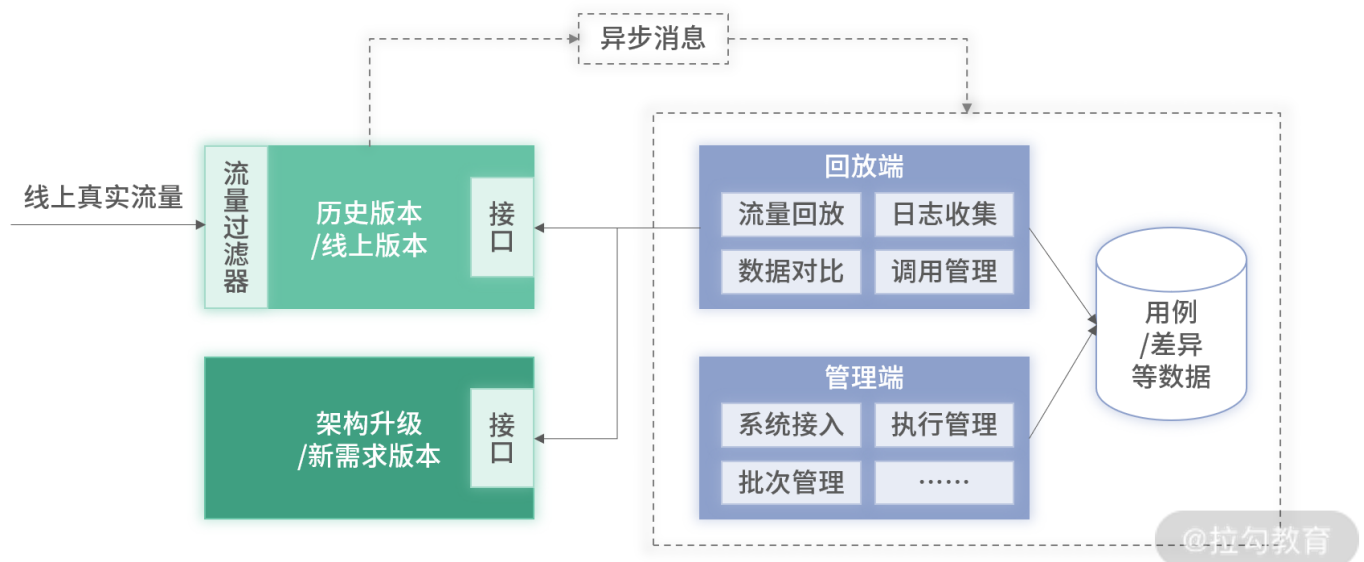 异步消息
线上真实流量
流量过滤器
历史版本
/线上版本
接口
架构升级
/新需求版本
接口
回放端
流量回放
日志收集
数据对比
调用管理
管理端
系统接入
执行管理
批次管理
……
用例
/差异
等数据
@拉勾教育